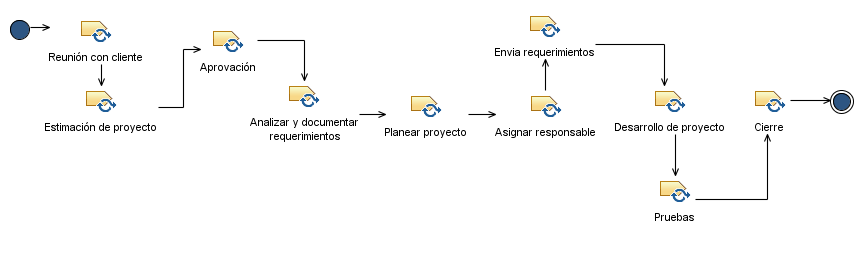 Reunión con cliente
Estimación de proyecto
Aprovación
Analizar y documentar
requerimientos
Planear proyecto
Asignar responsable
Envia requerimientos
Desarrollo de proyecto
Pruebas
Cierre